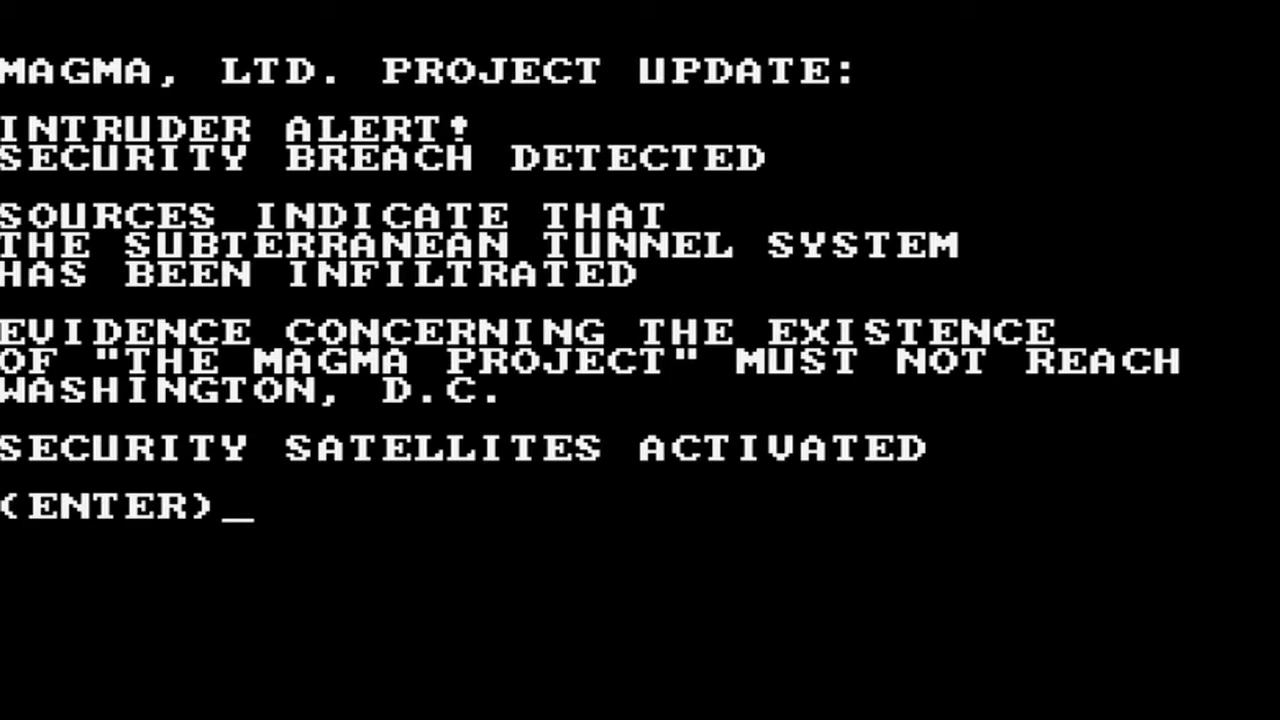 MAGMA, LTD. PROJECT UPDATE:
INTRUDER ALERT!
SECURITY BREACH DETECTED
SOURCES INDICATE THAT
THE SUBTERRANEAN TUNNEL SYSTEM
HAS BEEN INFILTRATED
EVIDENCE CONCERNING THE EXISTENCE
OF "THE MAGMA PROJECT" MUST NOT REACH
WASHINGTON, D.C.
SECURITY SATELLITES ACTIVATED
(ENTER)_